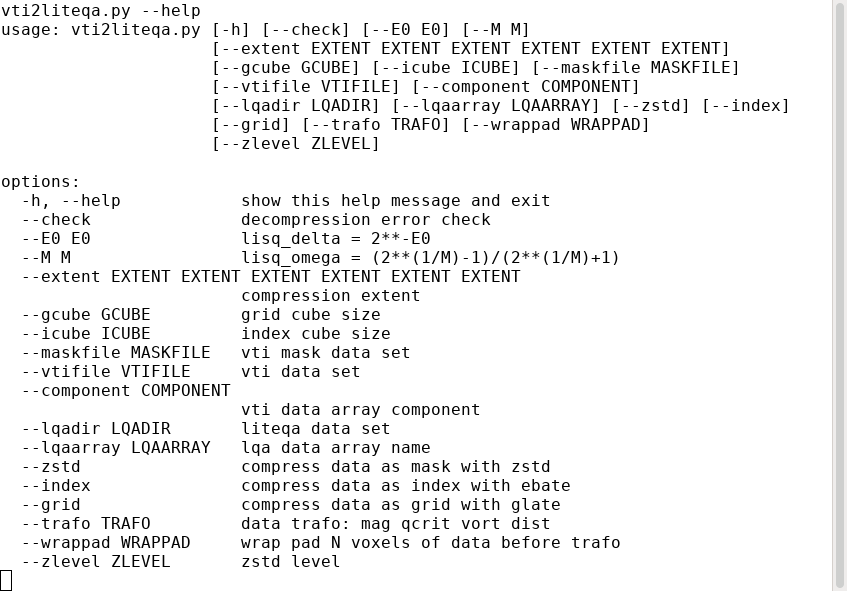 vti2liteqa.py --help
usage: vti2liteqa.py [-h] [--check] [--E0 E0] [--M M]
                     [--extent EXTENT EXTENT EXTENT EXTENT EXTENT EXTENT]
                     [--gcube GCUBE] [--icube ICUBE] [--maskfile MASKFILE]
                     [--vtifile VTIFILE] [--component COMPONENT]
                     [--lqadir LQADIR] [--lqaarray LQAARRAY] [--zstd] [--index]
                     [--grid] [--trafo TRAFO] [--wrappad WRAPPAD]
                     [--zlevel ZLEVEL]

options:
  -h, --help            show this help message and exit
  --check               decompression error check
  --E0 E0               lisq_delta = 2**-E0
  --M M                 lisq_omega = (2**(1/M)-1)/(2**(1/M)+1)
  --extent EXTENT EXTENT EXTENT EXTENT EXTENT EXTENT
                        compression extent
  --gcube GCUBE         grid cube size
  --icube ICUBE         index cube size
  --maskfile MASKFILE   vti mask data set
  --vtifile VTIFILE     vti data set
  --component COMPONENT
                        vti data array component
  --lqadir LQADIR       liteqa data set
  --lqaarray LQAARRAY   lqa data array name
  --zstd                compress data as mask with zstd
  --index               compress data as index with ebate
  --grid                compress data as grid with glate
  --trafo TRAFO         data trafo: mag qcrit vort dist
  --wrappad WRAPPAD     wrap pad N voxels of data before trafo
  --zlevel ZLEVEL       zstd level